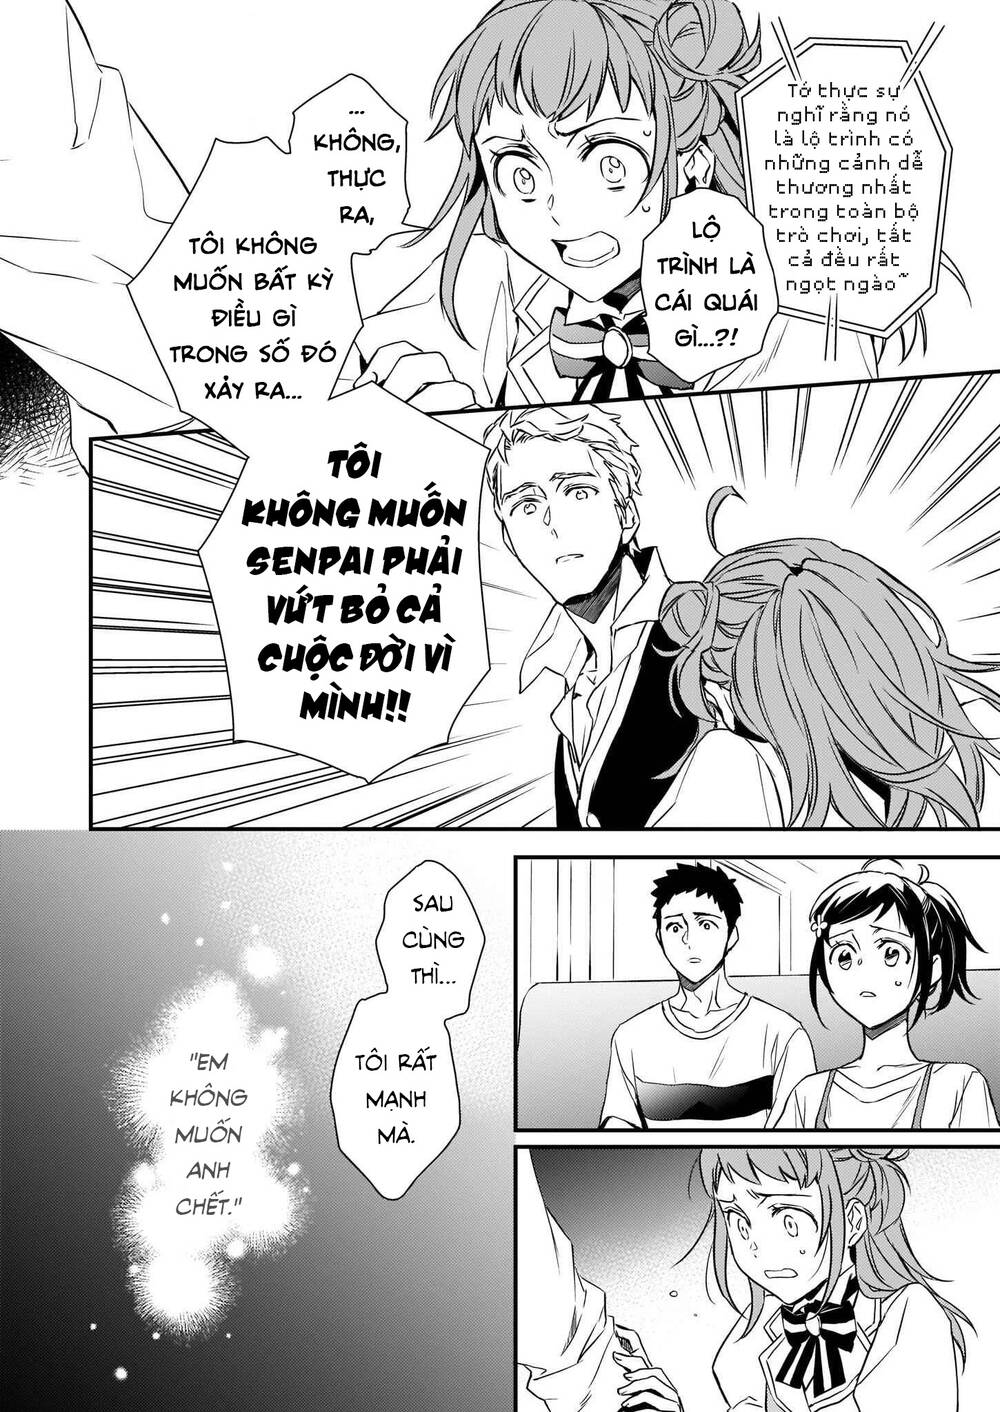 Tớ thực sự
nghĩ rằng nó
là lộ trình có
những cảnh dễ
thương nhất
trong toàn bộ
trò chơi, tất
cả đều rất
ngọt ngào~
LỘ
TRÌNH LÀ
CÁI QUÁI
GÌ...?!
...
KHÔNG,
THỰC
RA,
TÔI KHÔNG
MUỐN BẤT KỲ
ĐIỀU GÌ
TRONG SỐ ĐÓ
XẢY RA...
TÔI
KHÔNG MUỐN
SENPAI PHẢI
VỨT BỎ CẢ
CUỘC ĐỜI VÌ
MÌNH!!
SAU
CÙNG
THÌ...
TÔI RẤT
MẠNH
MÀ.
"EM
KHÔNG
MUỐN
ANH
CHẾT."